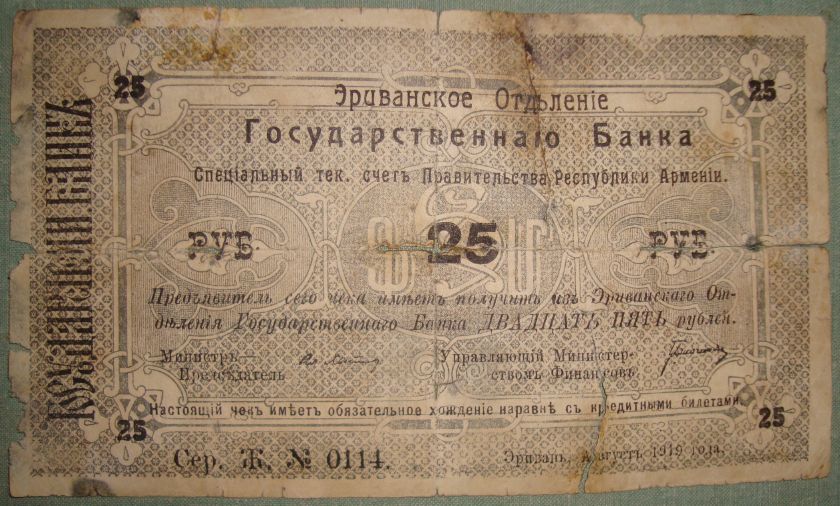 25 25
Эриванское Отдѣленіе
Государственнаго Банка
Спеціальный тек. счетъ Правительства Республики Арменіи.
РУБ. 25 РУБ.
Предъявитель сего чека имѣетъ получить изъ Эриванскаго От-
дѣленія Государственнаго Банка ДВАДЦАТЬ ПЯТЬ рублей.
Министръ—
Предсѣдатель
Управляющій Министер-
ствомъ Финансовъ
Настоящій чекъ имѣетъ обязательное хожденіе наравнѣ съ кредитными билетами.
25 25
Сер. Ж. № 0114.
Эривань, Августъ 1919 года.